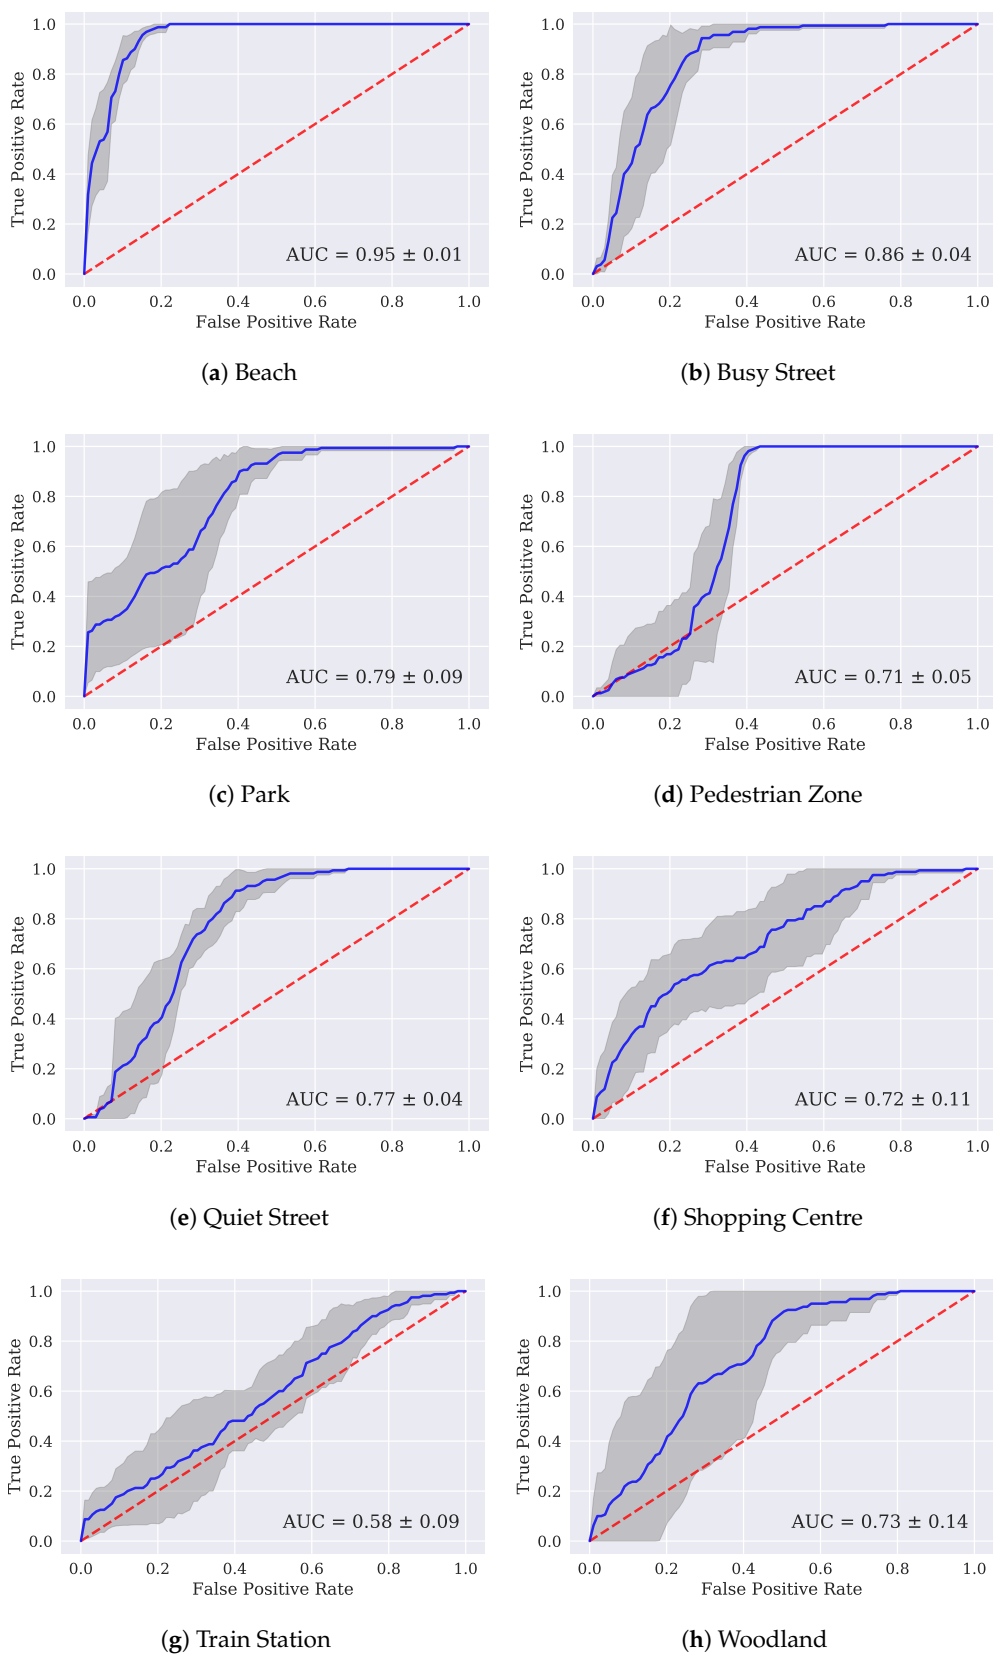 1.0
0.8
0.6
0.4
0.2
0.0
True Positive Rate
AUC = 0.95 ± 0.01
0.0 0.2 0.4 0.6 0.8 1.0
False Positive Rate
(a) Beach
1.0
0.8
0.6
0.4
0.2
0.0
True Positive Rate
AUC = 0.86 ± 0.04
0.0 0.2 0.4 0.6 0.8 1.0
False Positive Rate
(b) Busy Street
1.0
0.8
0.6
0.4
0.2
0.0
True Positive Rate
AUC = 0.79 ± 0.09
0.0 0.2 0.4 0.6 0.8 1.0
False Positive Rate
(c) Park
1.0
0.8
0.6
0.4
0.2
0.0
True Positive Rate
AUC = 0.71 ± 0.05
0.0 0.2 0.4 0.6 0.8 1.0
False Positive Rate
(d) Pedestrian Zone
1.0
0.8
0.6
0.4
0.2
0.0
True Positive Rate
AUC = 0.77 ± 0.04
0.0 0.2 0.4 0.6 0.8 1.0
False Positive Rate
(e) Quiet Street
1.0
0.8
0.6
0.4
0.2
0.0
True Positive Rate
AUC = 0.72 ± 0.11
0.0 0.2 0.4 0.6 0.8 1.0
False Positive Rate
(f) Shopping Centre
1.0
0.8
0.6
0.4
0.2
0.0
True Positive Rate
AUC = 0.58 ± 0.09
0.0 0.2 0.4 0.6 0.8 1.0
False Positive Rate
(g) Train Station
1.0
0.8
0.6
0.4
0.2
0.0
True Positive Rate
AUC = 0.73 ± 0.14
0.0 0.2 0.4 0.6 0.8 1.0
False Positive Rate
(h) Woodland